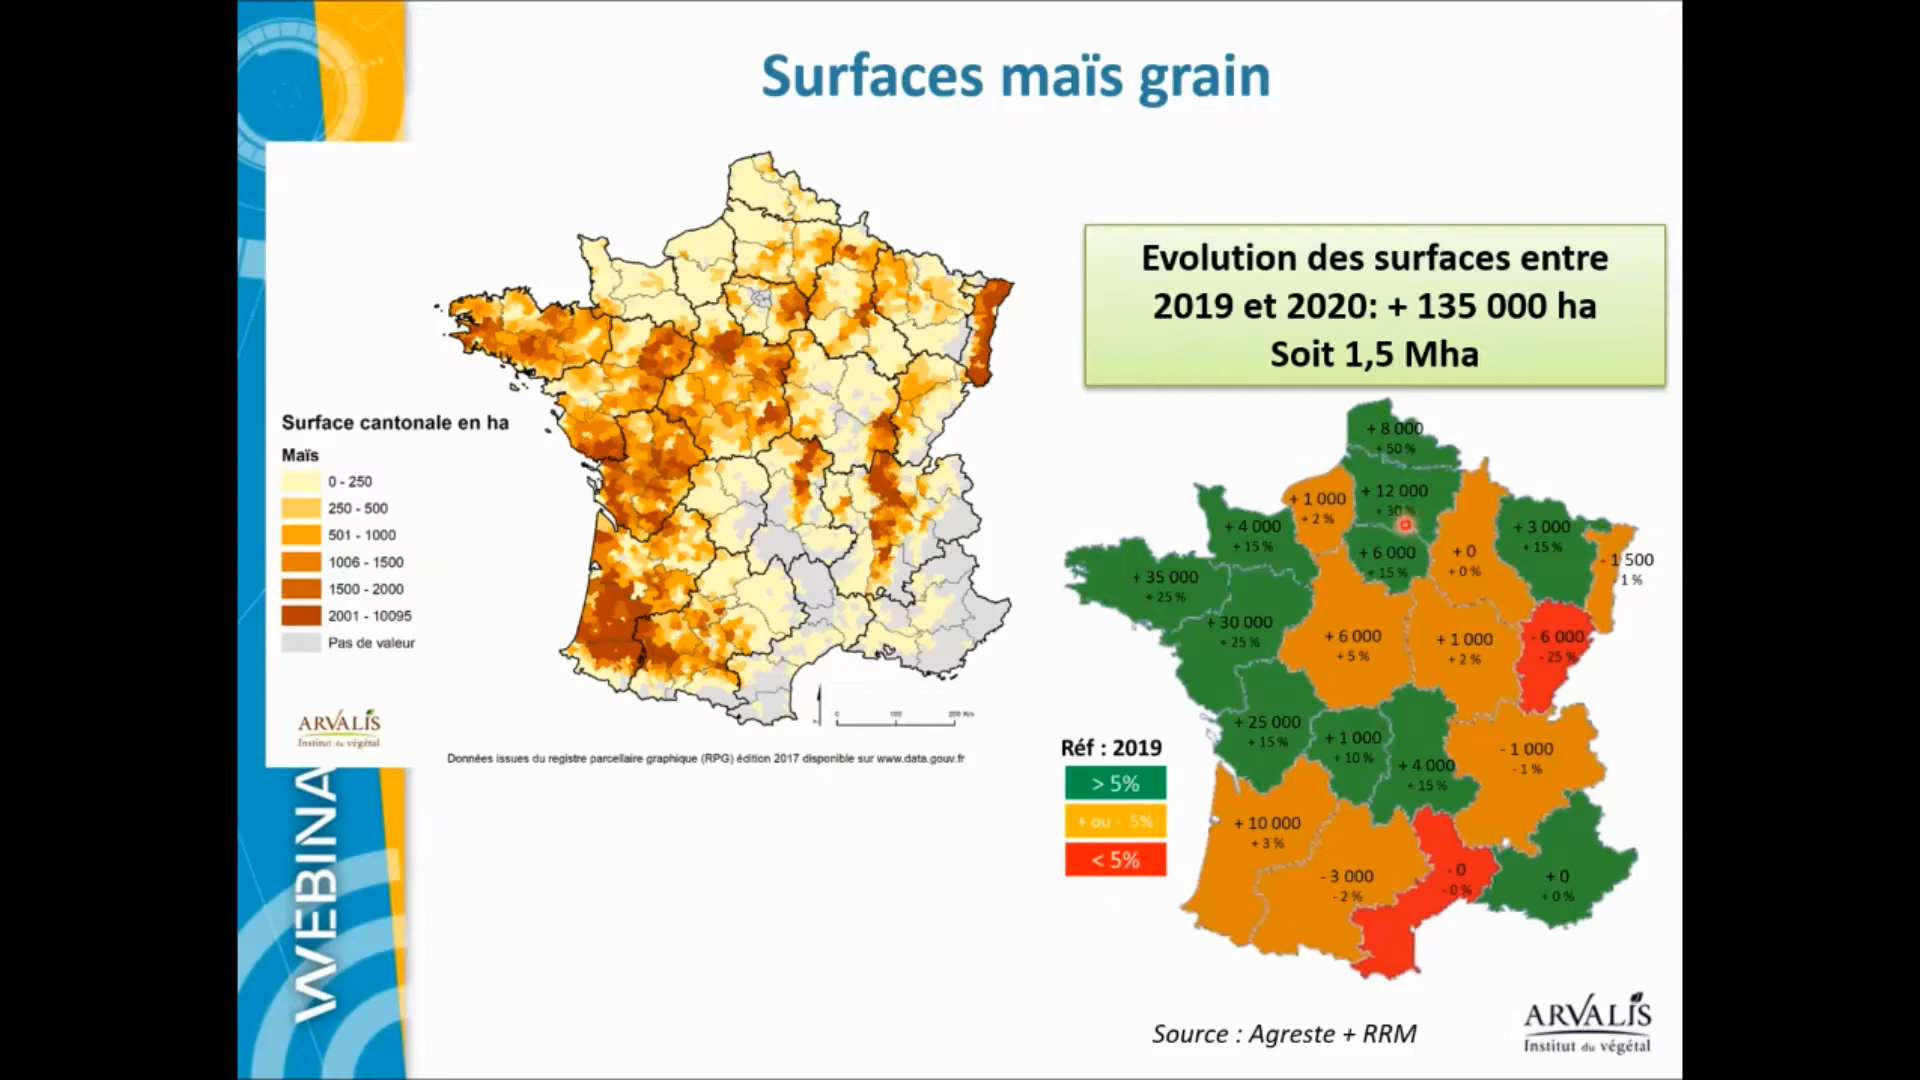 Surfaces maïs grain
WEBINA
Surface cantonale en ha
Maïs
0 - 250
250 - 500
501 - 1000
1006 - 1500
1500 - 2000
2001 - 10095
Pas de valeur
ARVALIS
Institut du végétal
0 100 200 Km
Données issues du registre parcellaire graphique (RPG) édition 2017 disponible sur www.data.gouv.fr
Evolution des surfaces entre
2019 et 2020: + 135 000 ha
Soit 1,5 Mha
+ 8 000
+ 50 %
+ 12 000
+ 30 %
+ 1 000
+ 2 %
+ 4 000
+ 15 %
+ 6 000
+ 15 %
+ 0
+ 0 %
+ 3 000
+ 15 %
- 1 500
- 1 %
+ 35 000
+ 25 %
+ 30 000
+ 25 %
+ 6 000
+ 5 %
+ 1 000
+ 2 %
- 6 000
- 25 %
+ 25 000
+ 15 %
+ 1 000
+ 10 %
+ 4 000
+ 15 %
- 1 000
- 1 %
+ 10 000
+ 3 %
- 3 000
- 2 %
- 0
- 0 %
+ 0
+ 0 %
Réf : 2019
> 5%
+ ou - 5%
< 5%
Source : Agreste + RRM
ARVALIS
Institut du végétal